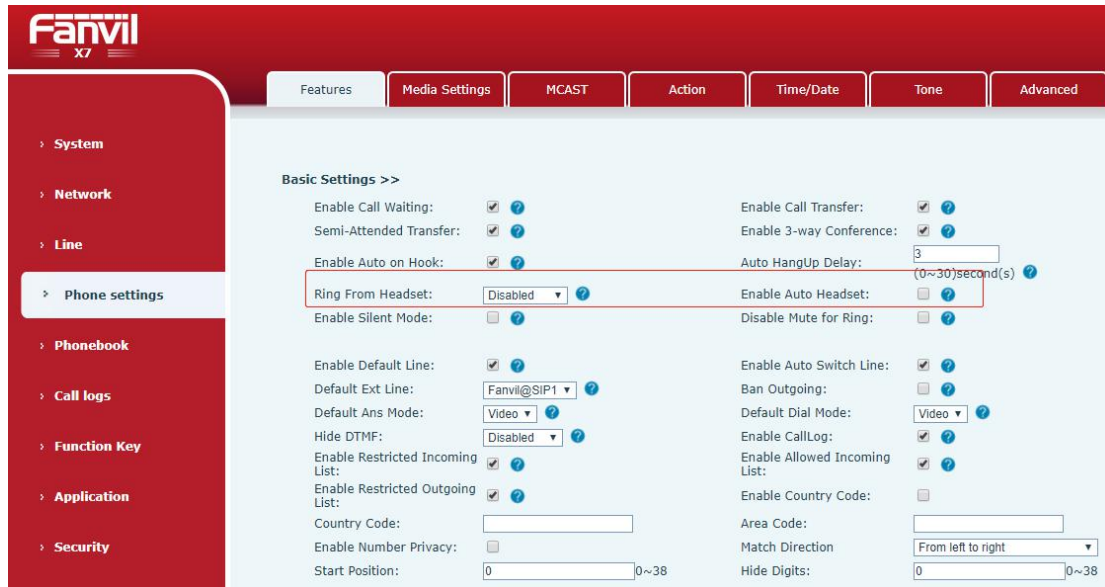 Fanvil
X7
Features Media Settings MCAST Action Time/Date Tone Advanced
› System
› Network
› Line
› Phone settings
› Phonebook
› Call logs
› Function Key
› Application
› Security
Basic Settings >>
Enable Call Waiting: Enable Call Transfer:
Semi-Attended Transfer: Enable 3-way Conference:
Enable Auto on Hook: Auto HangUp Delay: 3
(0~30)second(s)
Ring From Headset: Disabled Enable Auto Headset:
Enable Silent Mode: Disable Mute for Ring:
Enable Default Line: Enable Auto Switch Line:
Default Ext Line: Fanvil@SIP1 Ban Outgoing:
Default Ans Mode: Video Default Dial Mode: Video
Hide DTMF: Disabled Enable CallLog:
Enable Restricted Incoming List: Enable Allowed Incoming List:
Enable Restricted Outgoing List: Enable Country Code:
Country Code: Area Code:
Enable Number Privacy: Match Direction From left to right
Start Position: 0 0~38 Hide Digits: 0 0~38